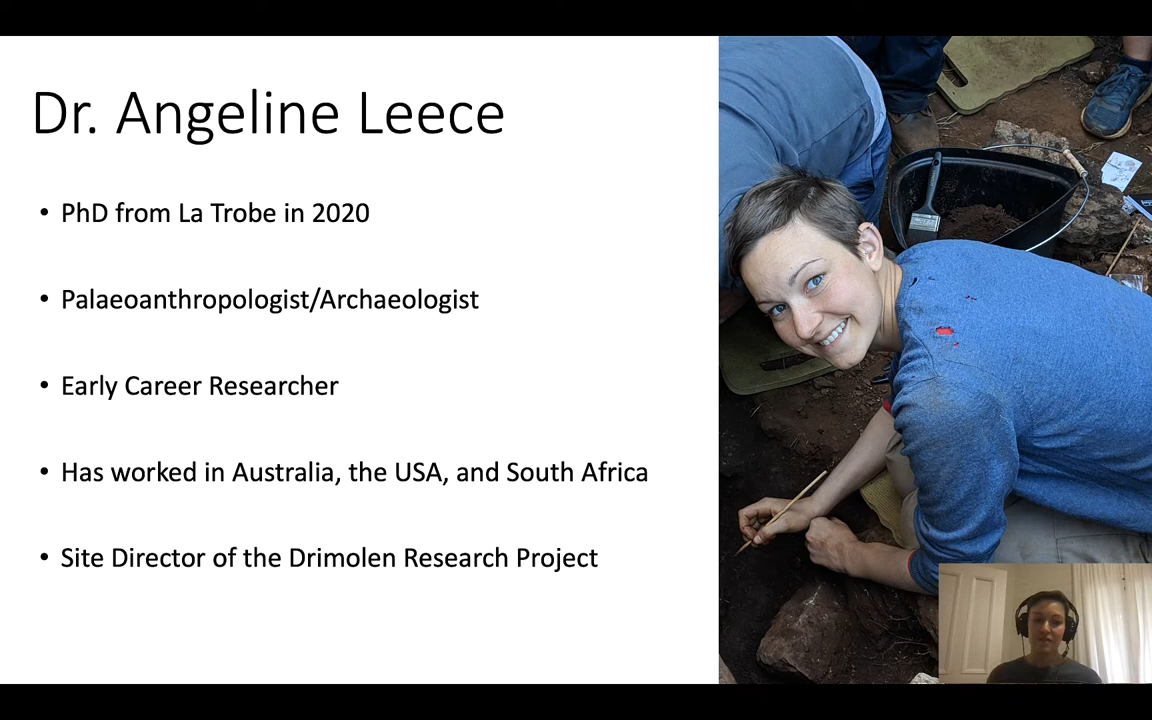 Dr. Angeline Leece
• PhD from La Trobe in 2020
• Palaeoanthropologist/Archaeologist
• Early Career Researcher
• Has worked in Australia, the USA, and South Africa
• Site Director of the Drimolen Research Project